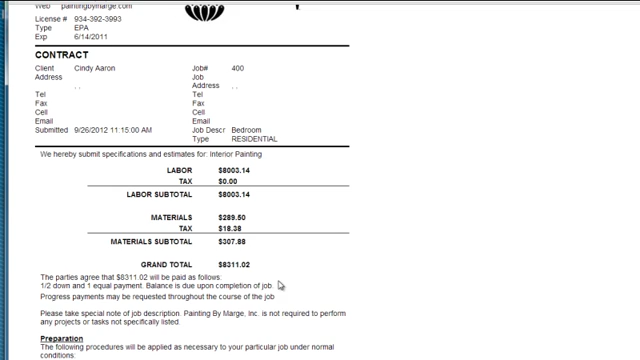 Web paintingbymarge.com
License # 934-392-3993
Type EPA
Exp 6/14/2011
CONTRACT
Client Cindy Aaron Job# 400
Address Job
, , Address , ,
Tel Tel
Fax Fax
Cell Cell
Email Email
Submitted 9/26/2012 11:15:00 AM Job Descr Bedroom
Type RESIDENTIAL
We hereby submit specifications and estimates for: Interior Painting
LABOR $8003.14
TAX $0.00
LABOR SUBTOTAL $8003.14
MATERIALS $289.50
TAX $18.38
MATERIALS SUBTOTAL $307.88
GRAND TOTAL $8311.02
The parties agree that $8311.02 will be paid as follows:
1/2 down and 1 equal payment. Balance is due upon completion of job.
Progress payments may be requested throughout the course of the job
Please take special note of job description. Painting By Marge, Inc. is not required to perform
any projects or tasks not specifically listed.
Preparation
The following procedures will be applied as necessary to your particular job under normal
conditions: